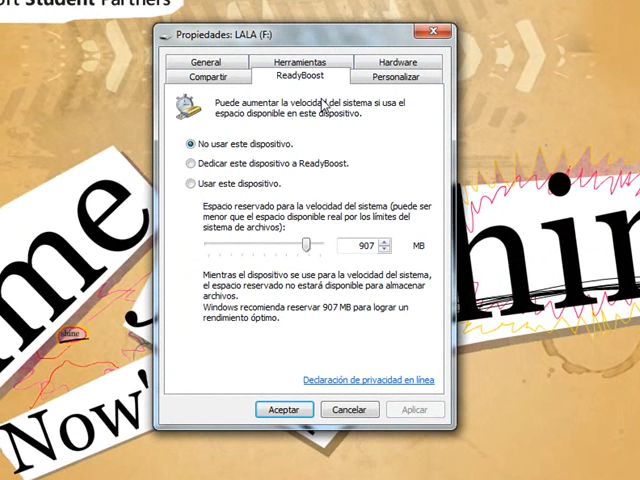 Student Partners
Propiedades: LALA (F:)
General
Herramientas
Hardware
Compartir
ReadyBoost
Personalizar
Puede aumentar la velocidad del sistema si usa el
espacio disponible en este dispositivo.
No usar este dispositivo.
Dedicar este dispositivo a ReadyBoost.
Usar este dispositivo.
Espacio reservado para la velocidad del sistema (puede ser
menor que el espacio disponible real por los límites del
sistema de archivos):
907 MB
Mientras el dispositivo se use para la velocidad del sistema,
el espacio reservado no estará disponible para almacenar
archivos.
Windows recomienda reservar 907 MB para lograr un
rendimiento óptimo.
Declaración de privacidad en línea
Aceptar
Cancelar
Aplicar
shine
Now'